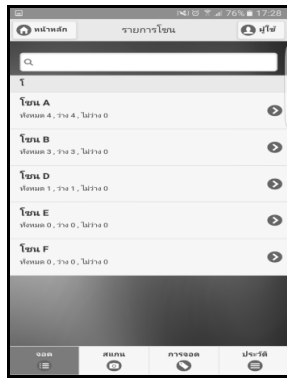 76% 17:28
หน้าหลัก
รายการโซน
ผู้ใช้
โ
โซน A
ทั้งหมด 4 , ว่าง 4 , ไม่ว่าง 0
โซน B
ทั้งหมด 3 , ว่าง 3 , ไม่ว่าง 0
โซน D
ทั้งหมด 1 , ว่าง 1 , ไม่ว่าง 0
โซน E
ทั้งหมด 0 , ว่าง 0 , ไม่ว่าง 0
โซน F
ทั้งหมด 0 , ว่าง 0 , ไม่ว่าง 0
จอด
สแกน
การจอด
ประวัติ